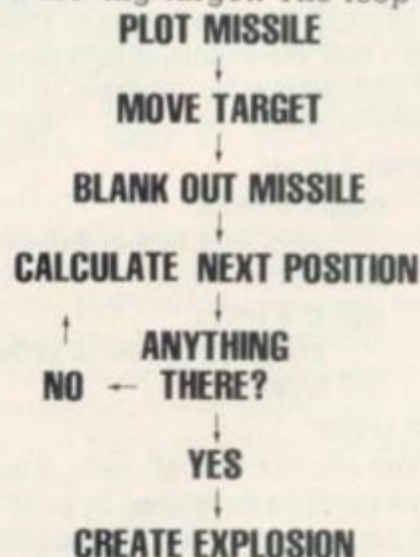 PLOT MISSILE
↓
MOVE TARGET
↓
BLANK OUT MISSILE
↓
CALCULATE NEXT POSITION
↑ ↓
ANYTHING
NO ← THERE?
↓
YES
↓
CREATE EXPLOSION